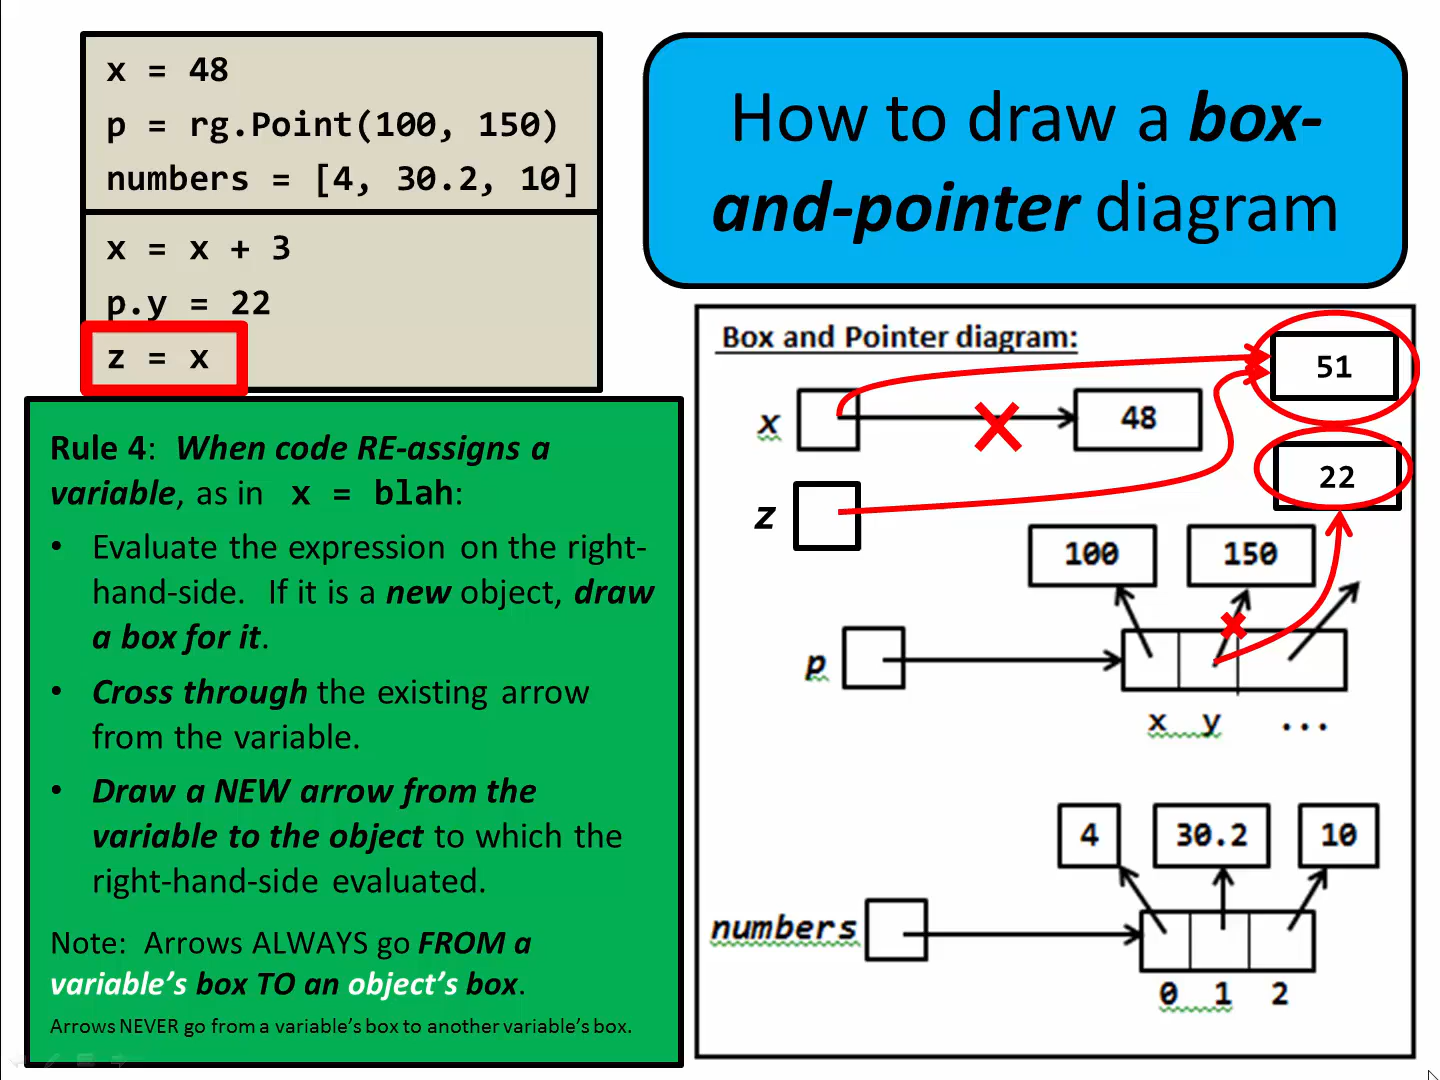 x = 48
p = rg.Point(100, 150)
numbers = [4, 30.2, 10]
x = x + 3
p.y = 22
z = x
How to draw a box-
and-pointer diagram
Rule 4:  When code RE-assigns a
variable, as in  x = blah:
• Evaluate the expression on the right-
hand-side.  If it is a new object, draw
a box for it.
• Cross through the existing arrow
from the variable.
• Draw a NEW arrow from the
variable to the object to which the
right-hand-side evaluated.
Note:  Arrows ALWAYS go FROM a
variable’s box TO an object’s box.
Arrows NEVER go from a variable’s box to another variable’s box.
Box and Pointer diagram:
51
x 48
22
z
100 150
p
x y ...
4 30.2 10
numbers
0 1 2